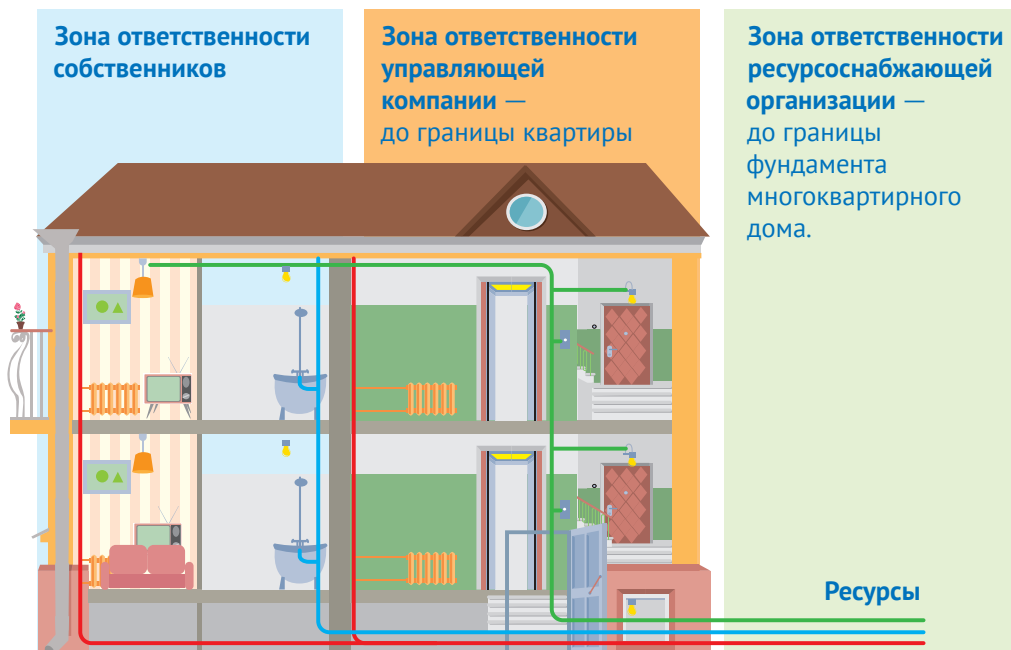 Зона ответственности
собственников
Зона ответственности
управляющей
компании —
до границы квартиры
Зона ответственности
ресурсоснабжающей
организации —
до границы
фундамента
многоквартирного
дома.
Ресурсы